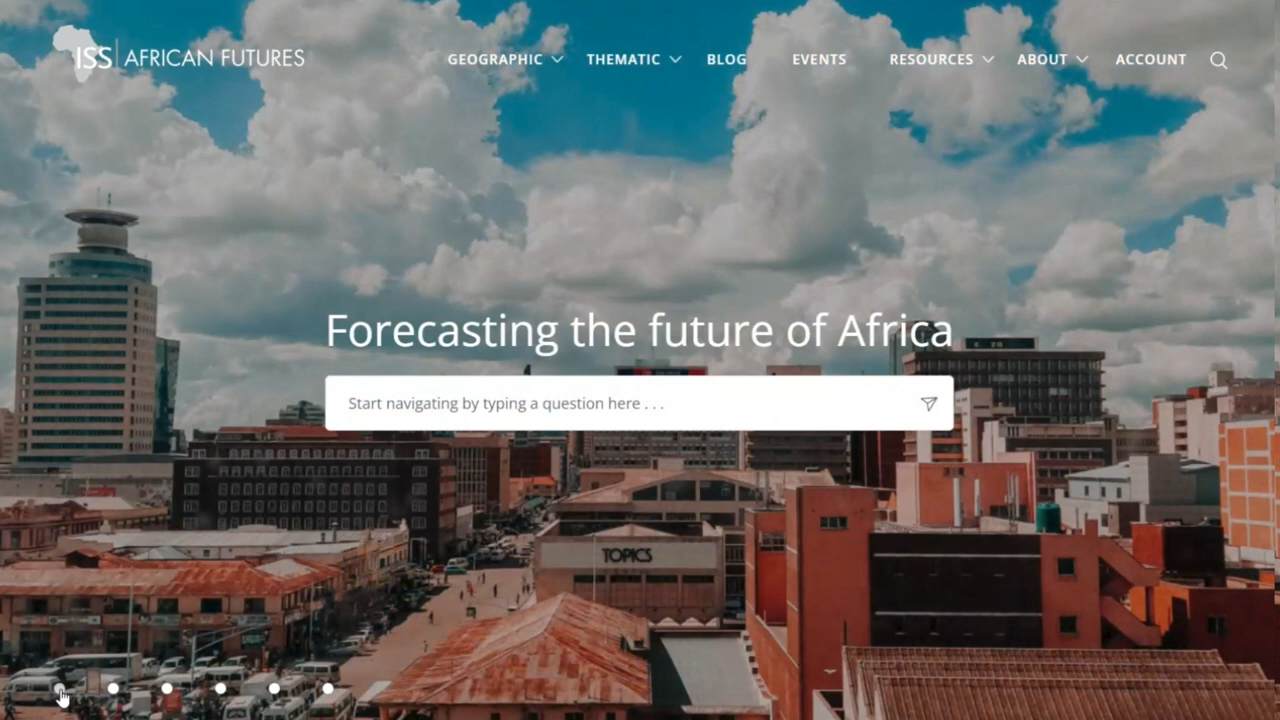 ISS | AFRICAN FUTURES
GEOGRAPHIC
THEMATIC
BLOG
EVENTS
RESOURCES
ABOUT
ACCOUNT
Forecasting the future of Africa
Start navigating by typing a question here . . .
TOPICS